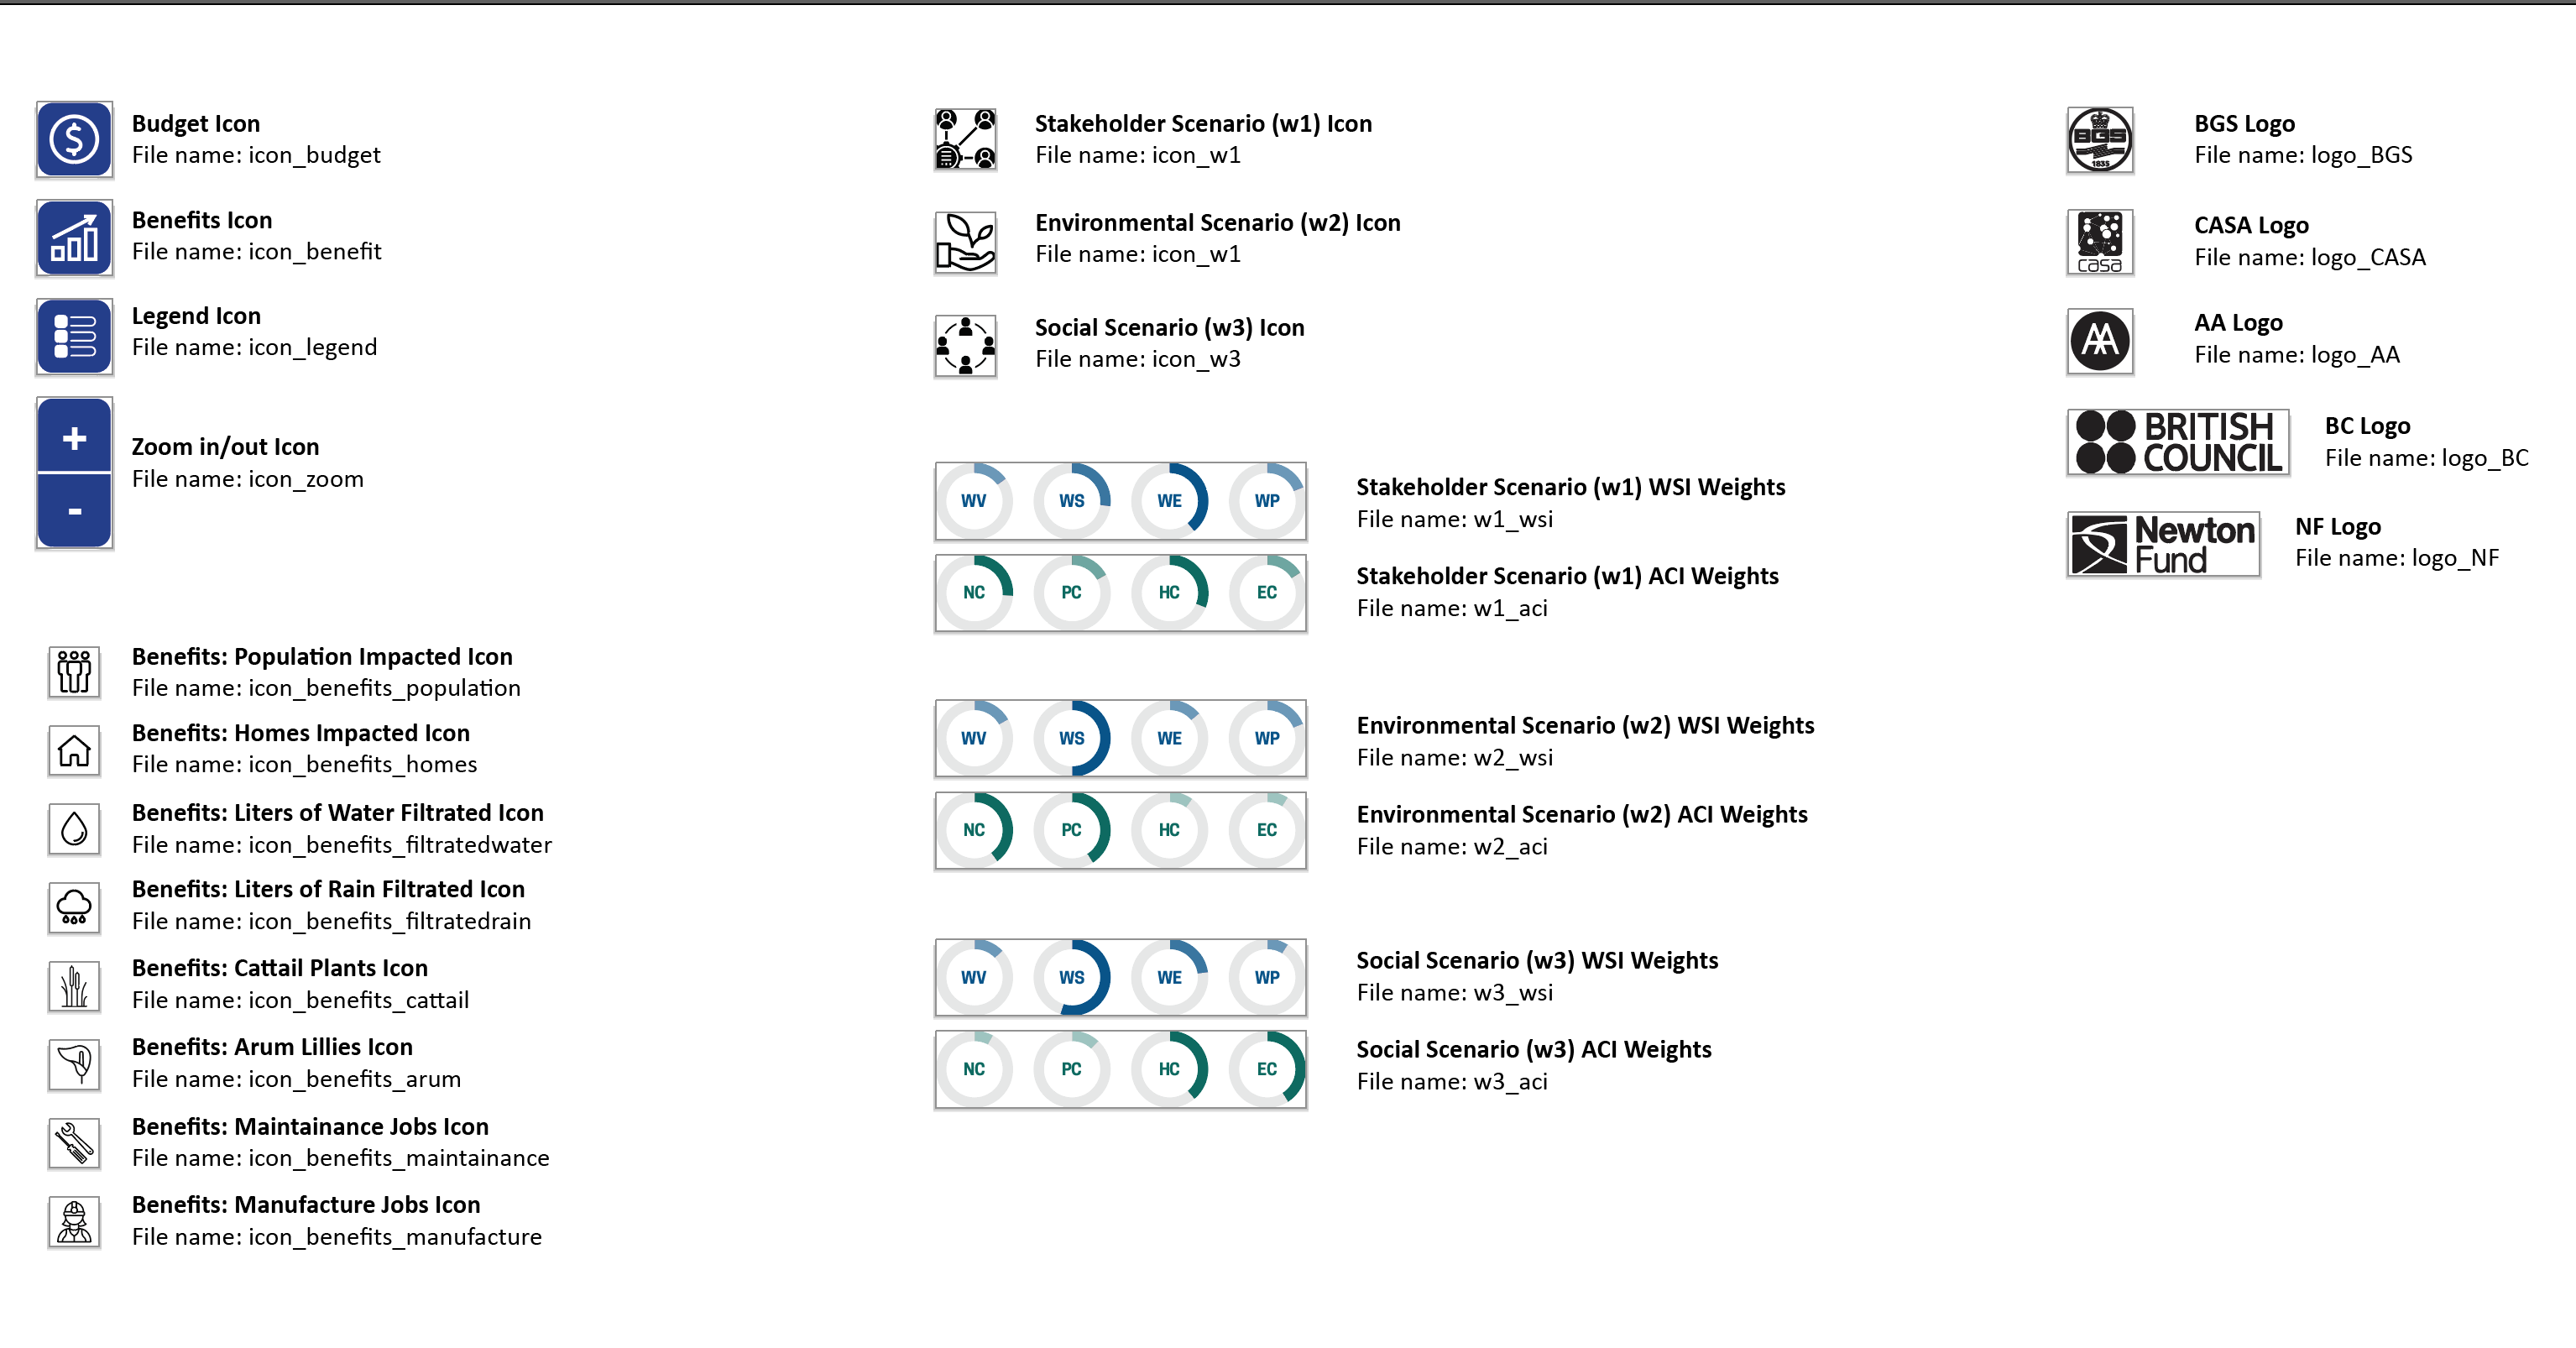 $
Budget Icon
File name: icon_budget
Benefits Icon
File name: icon_benefit
Legend Icon
File name: icon_legend
+
-
Zoom in/out Icon
File name: icon_zoom
Benefits: Population Impacted Icon
File name: icon_benefits_population
Benefits: Homes Impacted Icon
File name: icon_benefits_homes
Benefits: Liters of Water Filtrated Icon
File name: icon_benefits_filtratedwater
Benefits: Liters of Rain Filtrated Icon
File name: icon_benefits_filtratedrain
Benefits: Cattail Plants Icon
File name: icon_benefits_cattail
Benefits: Arum Lillies Icon
File name: icon_benefits_arum
Benefits: Maintainance Jobs Icon
File name: icon_benefits_maintainance
Benefits: Manufacture Jobs Icon
File name: icon_benefits_manufacture
Stakeholder Scenario (w1) Icon
File name: icon_w1
Environmental Scenario (w2) Icon
File name: icon_w1
Social Scenario (w3) Icon
File name: icon_w3
WV WS WE WP
Stakeholder Scenario (w1) WSI Weights
File name: w1_wsi
NC PC HC EC
Stakeholder Scenario (w1) ACI Weights
File name: w1_aci
WV WS WE WP
Environmental Scenario (w2) WSI Weights
File name: w2_wsi
NC PC HC EC
Environmental Scenario (w2) ACI Weights
File name: w2_aci
WV WS WE WP
Social Scenario (w3) WSI Weights
File name: w3_wsi
NC PC HC EC
Social Scenario (w3) ACI Weights
File name: w3_aci
BGS
1835
BGS Logo
File name: logo_BGS
casa
CASA Logo
File name: logo_CASA
AA
AA Logo
File name: logo_AA
BRITISH
COUNCIL
BC Logo
File name: logo_BC
Newton
Fund
NF Logo
File name: logo_NF